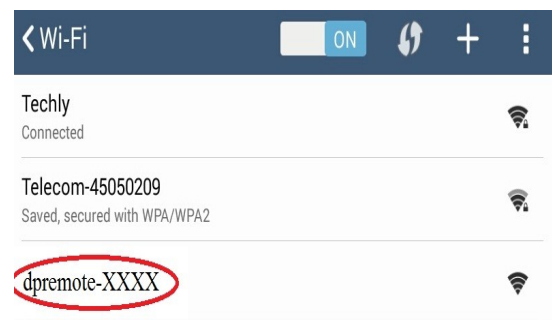 Wi-Fi ON
Techly
Connected
Telecom-45050209
Saved, secured with WPA/WPA2
dpremote-XXXX